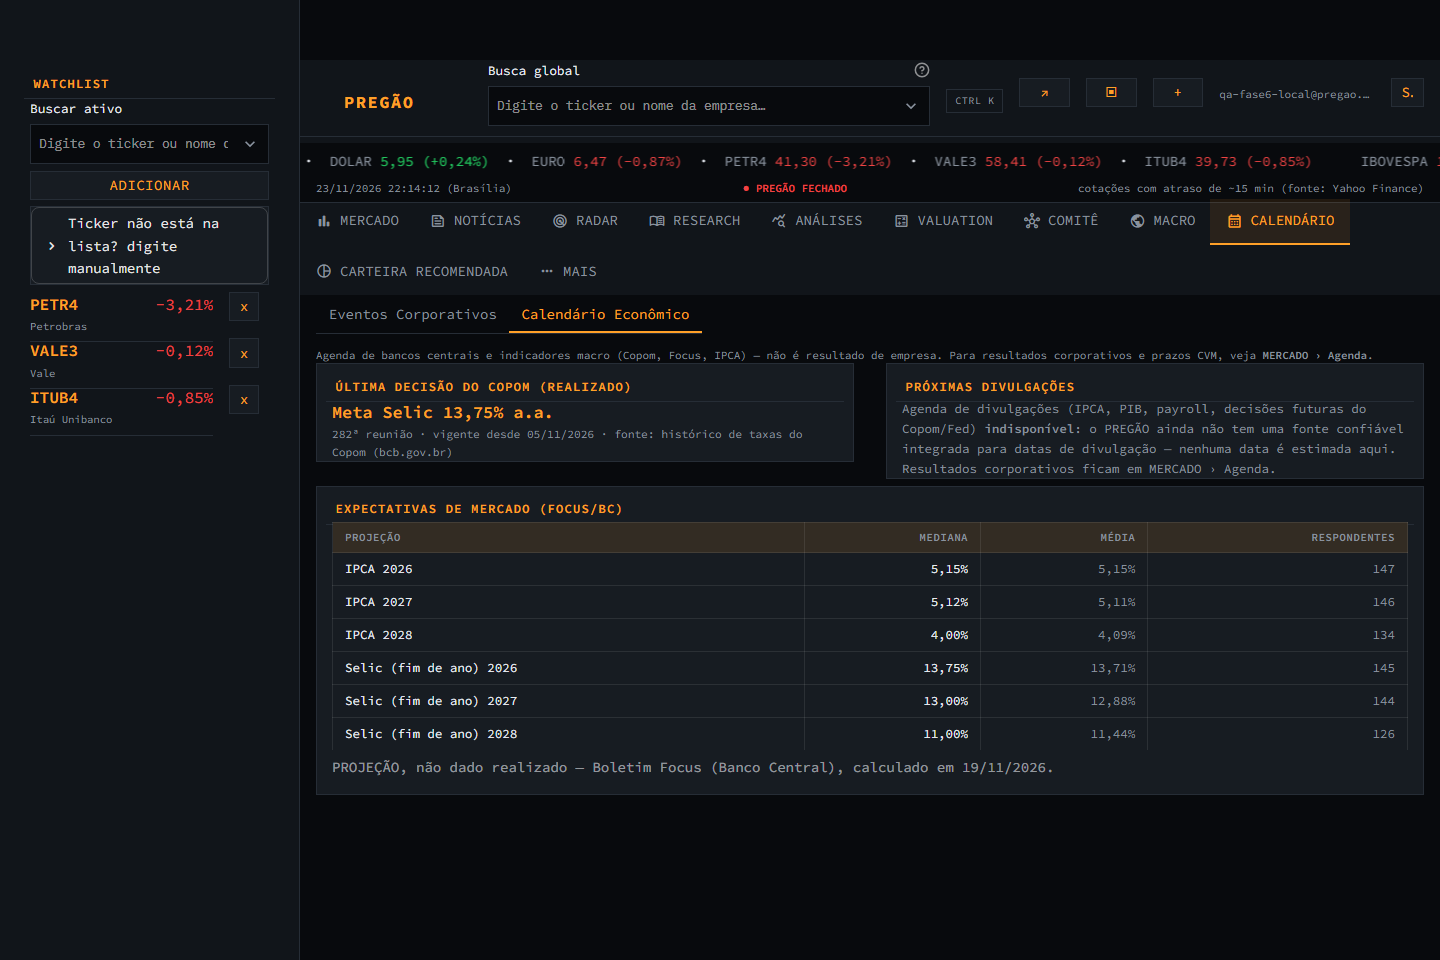 WATCHLIST
Buscar ativo
Digite o ticker ou nome d
ADICIONAR
Ticker não está na
lista? digite
manualmente
PETR4 -3,21% x
Petrobras
VALE3 -0,12% x
Vale
ITUB4 -0,85% x
Itaú Unibanco
PREGÃO
Busca global
Digite o ticker ou nome da empresa…
CTRL K
qa-fase6-local@pregao.…
S.
• DOLAR 5,95 (+0,24%) • EURO 6,47 (-0,87%) • PETR4 41,30 (-3,21%) • VALE3 58,41 (-0,12%) • ITUB4 39,73 (-0,85%) IBOVESPA
23/11/2026 22:14:12 (Brasília) ● PREGÃO FECHADO cotações com atraso de ~15 min (fonte: Yahoo Finance)
MERCADO NOTÍCIAS RADAR RESEARCH ANÁLISES VALUATION COMITÊ MACRO CALENDÁRIO
CARTEIRA RECOMENDADA ··· MAIS
Eventos Corporativos Calendário Econômico
Agenda de bancos centrais e indicadores macro (Copom, Focus, IPCA) — não é resultado de empresa. Para resultados corporativos e prazos CVM, veja MERCADO › Agenda.
ÚLTIMA DECISÃO DO COPOM (REALIZADO)
Meta Selic 13,75% a.a.
282ª reunião · vigente desde 05/11/2026 · fonte: histórico de taxas do
Copom (bcb.gov.br)
PRÓXIMAS DIVULGAÇÕES
Agenda de divulgações (IPCA, PIB, payroll, decisões futuras do
Copom/Fed) indisponível: o PREGÃO ainda não tem uma fonte confiável
integrada para datas de divulgação — nenhuma data é estimada aqui.
Resultados corporativos ficam em MERCADO › Agenda.
EXPECTATIVAS DE MERCADO (FOCUS/BC)
PROJEÇÃO MEDIANA MÉDIA RESPONDENTES
IPCA 2026 5,15% 5,15% 147
IPCA 2027 5,12% 5,11% 146
IPCA 2028 4,00% 4,09% 134
Selic (fim de ano) 2026 13,75% 13,71% 145
Selic (fim de ano) 2027 13,00% 12,88% 144
Selic (fim de ano) 2028 11,00% 11,44% 126
PROJEÇÃO, não dado realizado — Boletim Focus (Banco Central), calculado em 19/11/2026.